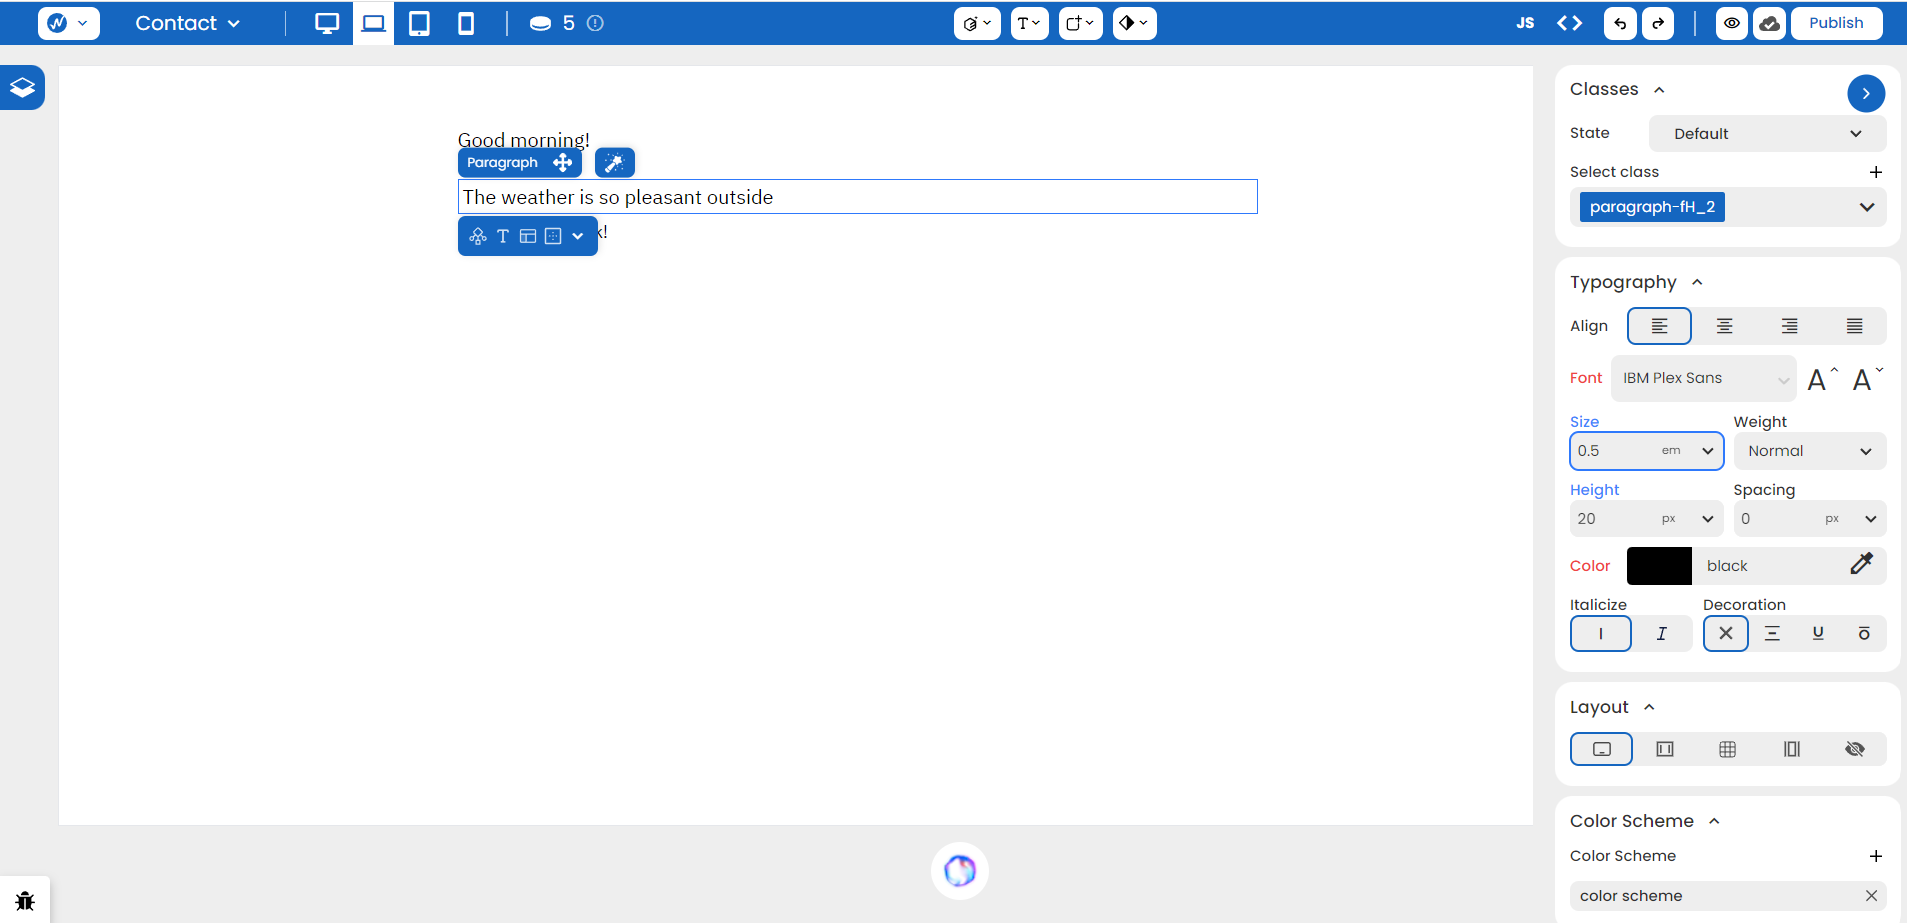 Contact
5
T
JS
Publish
Good morning!
Paragraph
The weather is so pleasant outside
T
k!
Classes
State
Default
Select class
paragraph-fH_2
Typography
Align
Font
IBM Plex Sans
A
A
Size
Weight
0.5 em
Normal
Height
Spacing
20 px
0 px
Color
black
Italicize
Decoration
I
I
U
O
Layout
Color Scheme
Color Scheme
color scheme